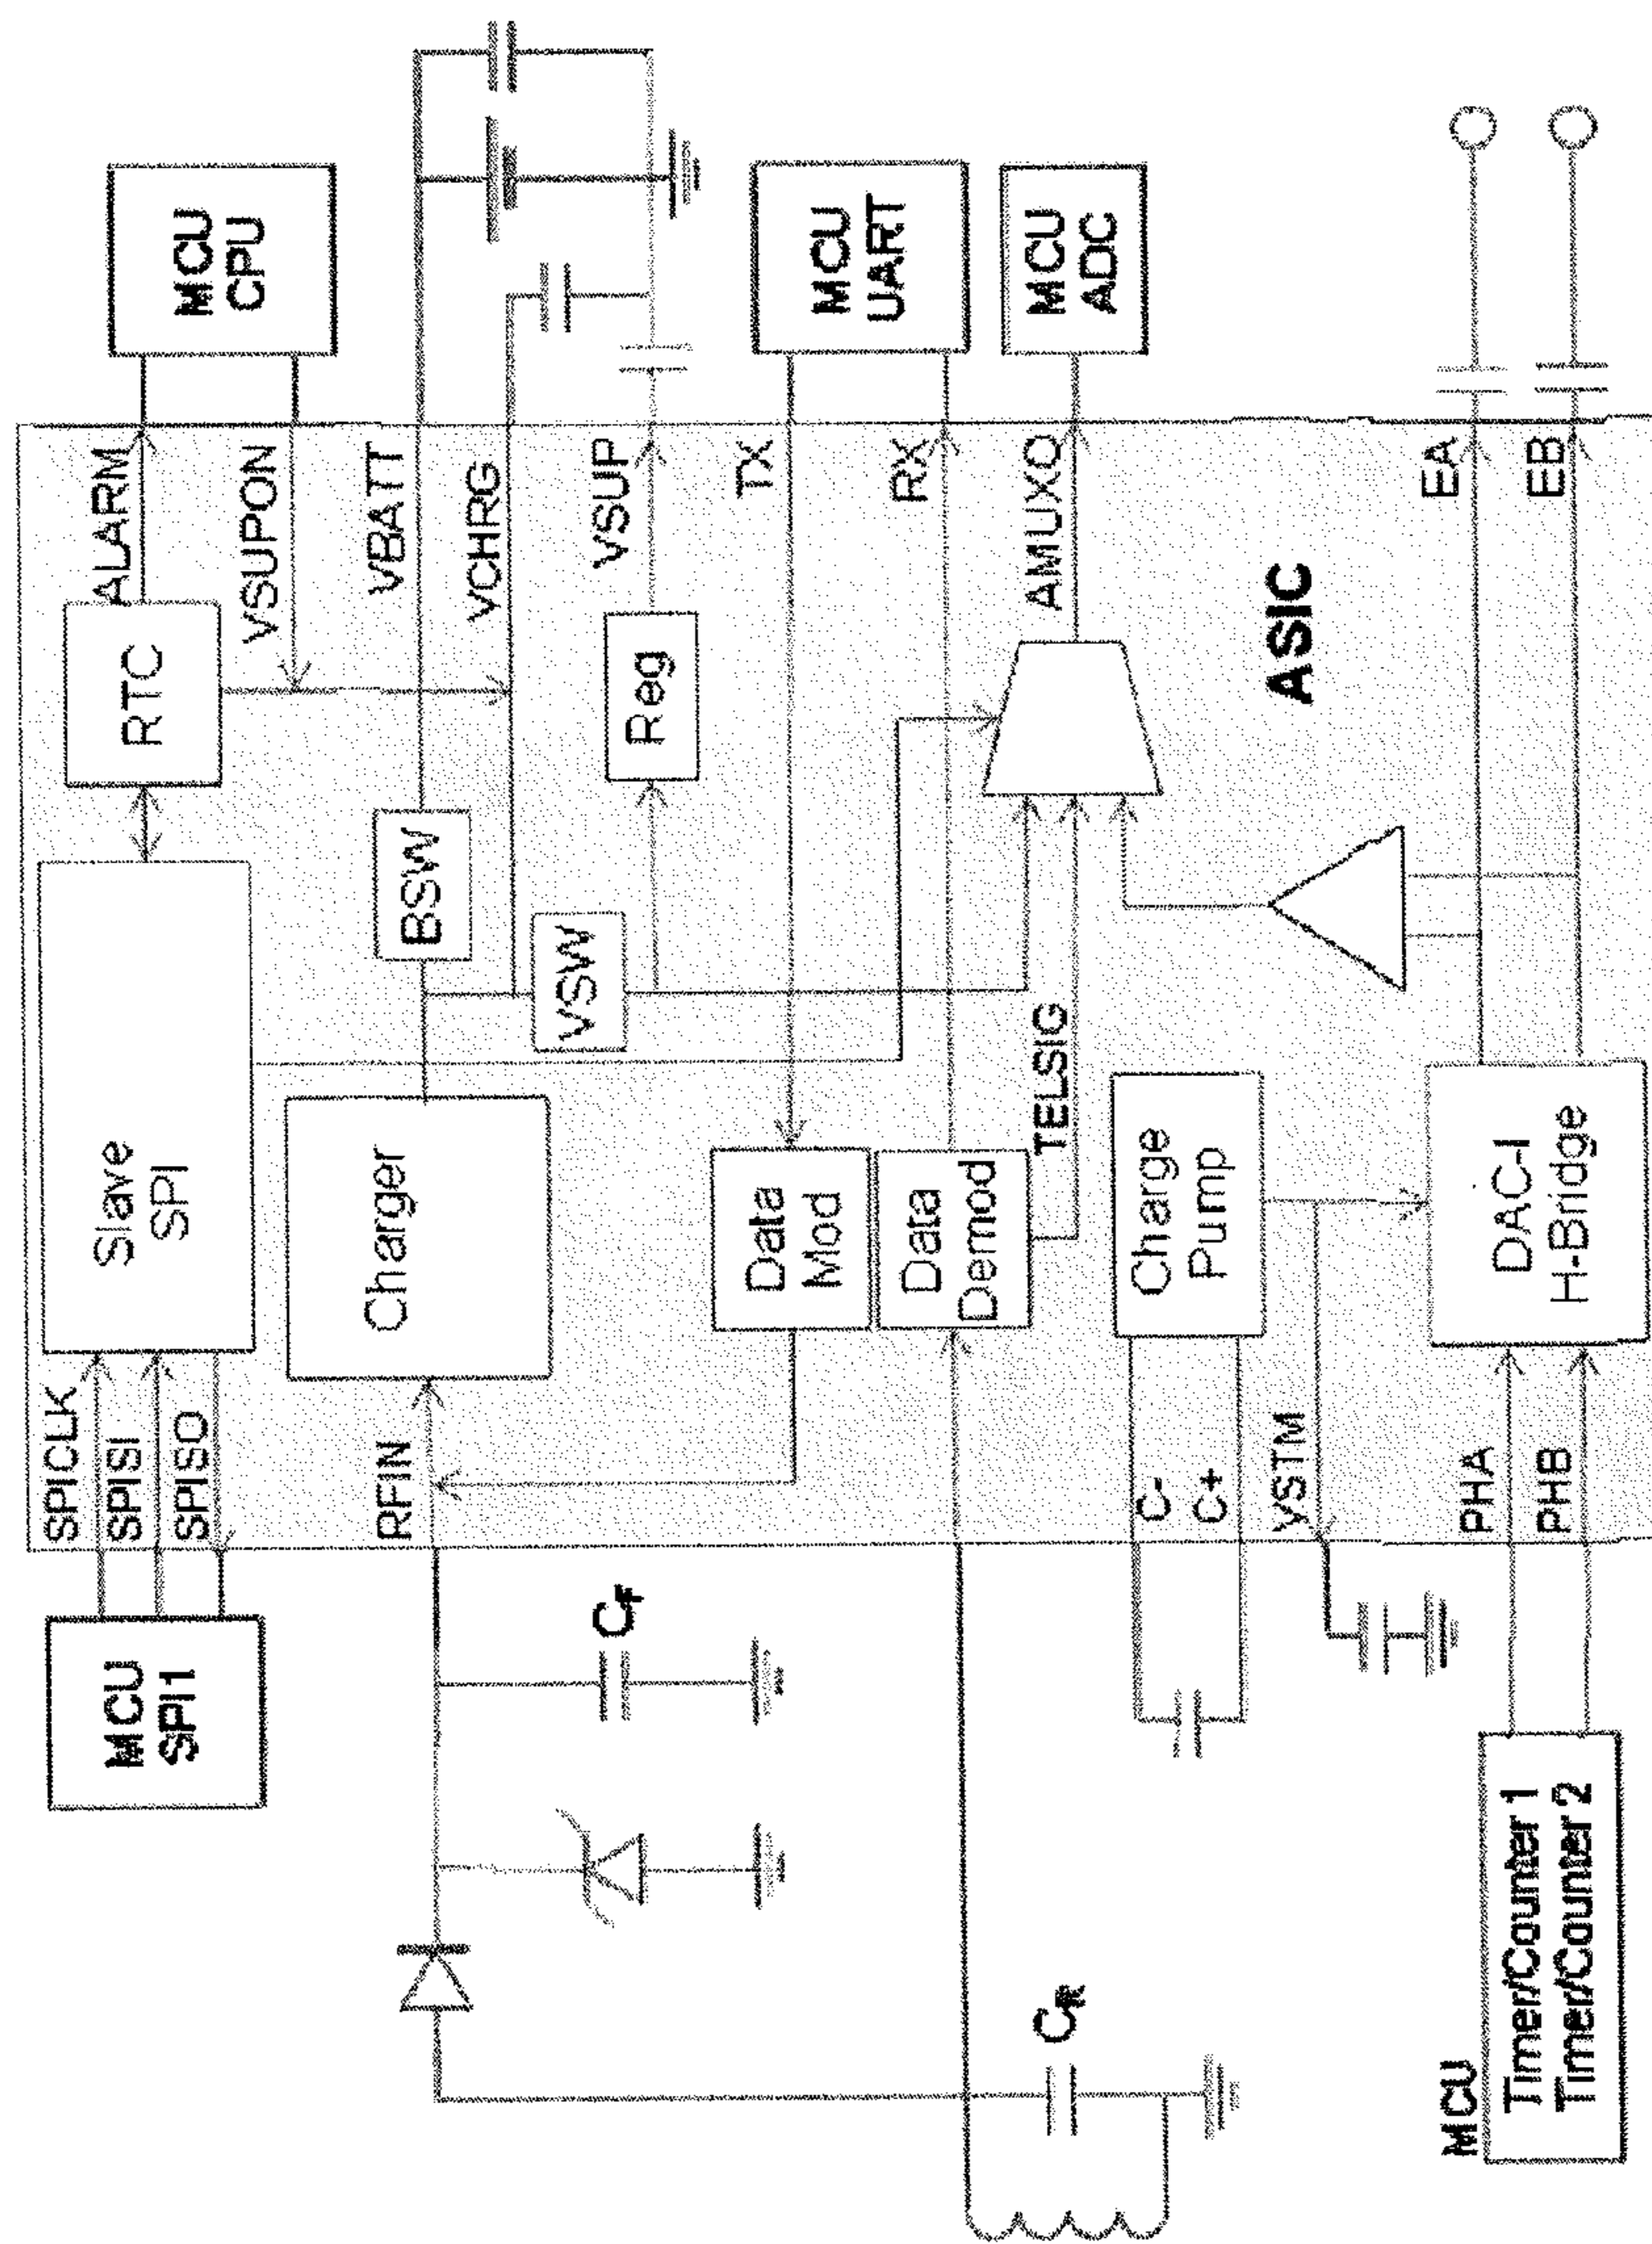 MCU
SPI1
SPICLK
SPISI
SPISO
Slave
SPI
RTC
ALARM
VSUPON
MCU
CPU
RFIN
Charger
BSW
VBATT
VCHRG
VSW
Reg
VSUP
CF
Data
Mod
TX
MCU
UART
Data
Demod
RX
TELSIG
AMUXO
MCU
ADC
CR
C-
C+
Charge
Pump
VSTM
ASIC
MCU
Timer/Counter 1
Timer/Counter 2
PHA
PHB
DAC-I
H-Bridge
EA
EB